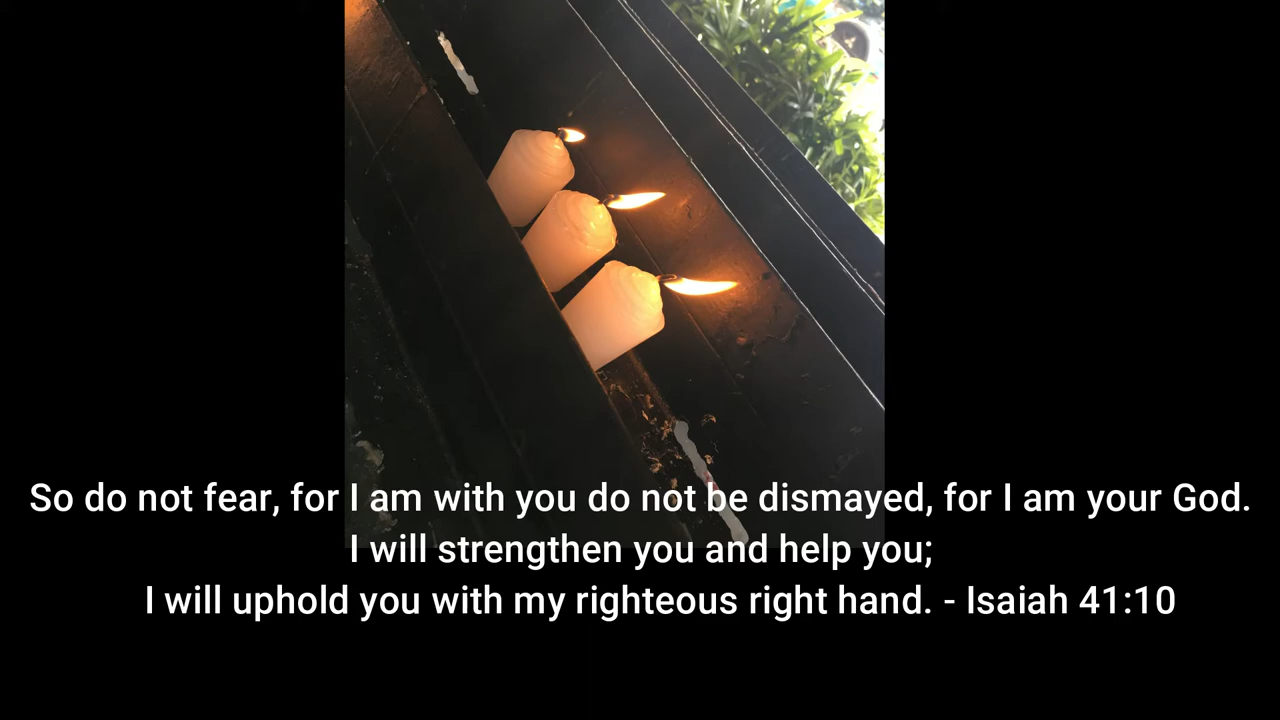 So do not fear, for I am with you do not be dismayed, for I am your God.
I will strengthen you and help you;
I will uphold you with my righteous right hand. - Isaiah 41:10